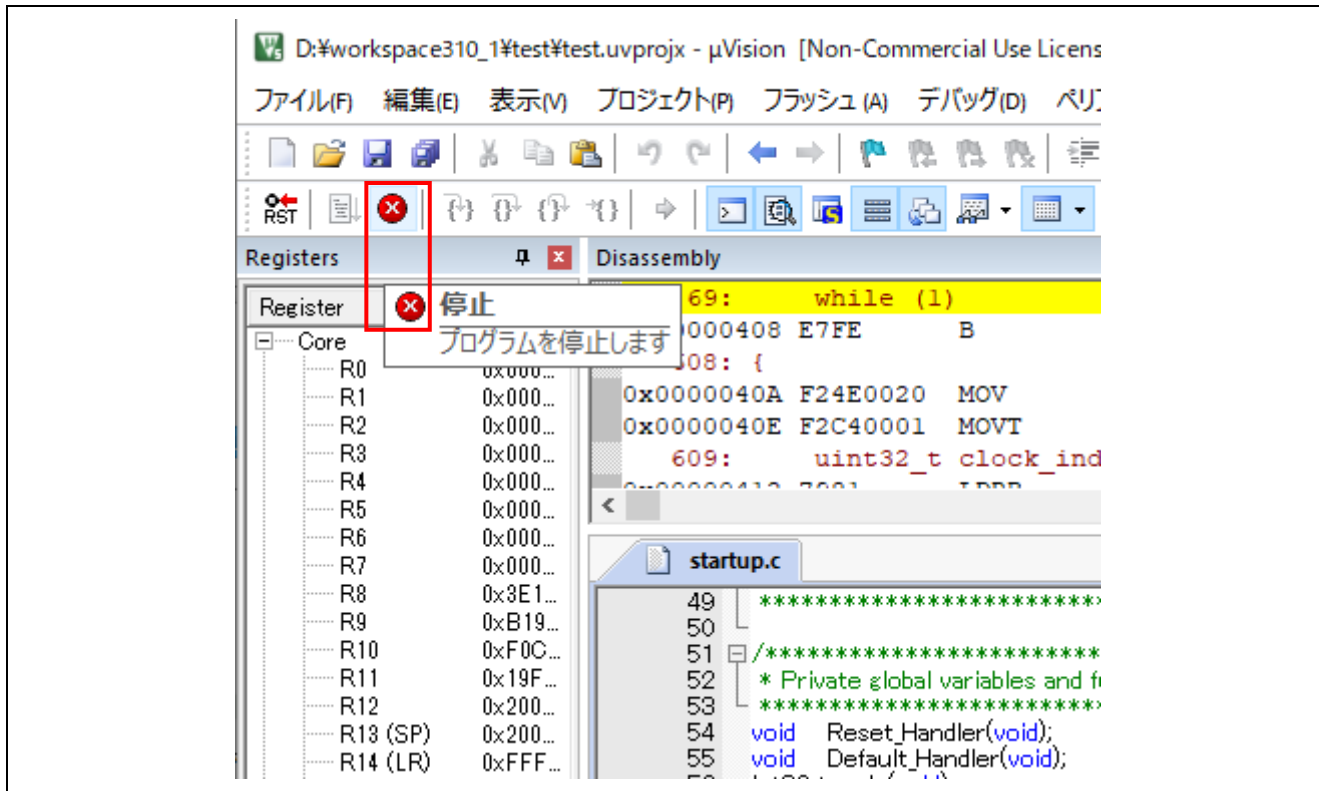 D:¥workspace310_1¥test¥test.uvprojx - µVision [Non-Commercial Use Licens
ファイル(F) 編集(E) 表示(V) プロジェクト(P) フラッシュ (A) デバッグ(D) ペリフ
RST
Registers
Disassembly
Register
停止
プログラムを停止します
Core
R0 0x000...
R1 0x000...
R2 0x000...
R3 0x000...
R4 0x000...
R5 0x000...
R6 0x000...
R7 0x000...
R8 0x3E1...
R9 0xB19...
R10 0xF0C...
R11 0x19F...
R12 0x200...
R13 (SP) 0x200...
R14 (LR) 0xFFF...
69: while (1)
0000408 E7FE B
608: {
0x0000040A F24E0020 MOV
0x0000040E F2C40001 MOVT
609: uint32_t clock_ind
startup.c
49 **************************
50
51 /*************************
52 * Private global variables and fu
53 **************************
54 void Reset_Handler(void);
55 void Default_Handler(void);